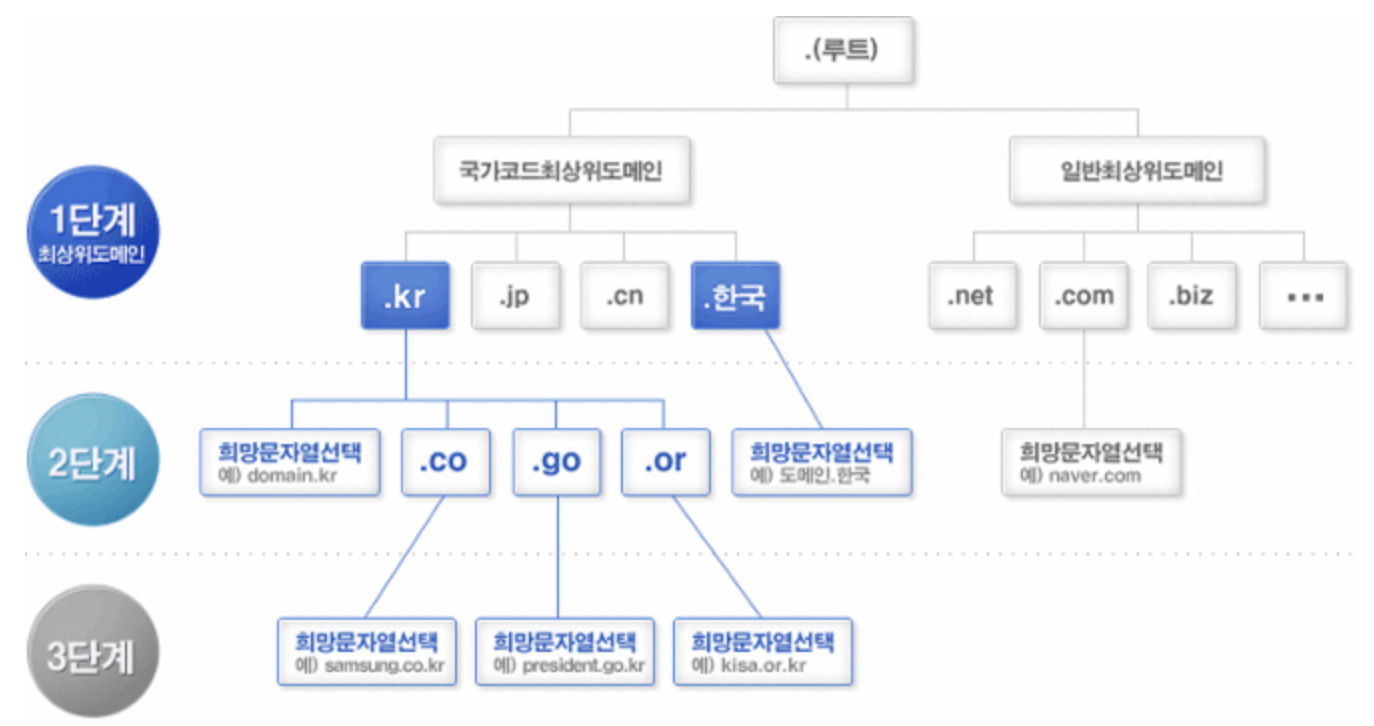 .(루트)
국가코드최상위도메인
일반최상위도메인
1단계
최상위도메인
.kr
.jp
.cn
.한국
.net
.com
.biz
...
2단계
희망문자열선택
예) domain.kr
.co
.go
.or
희망문자열선택
예) 도메인.한국
희망문자열선택
예) naver.com
3단계
희망문자열선택
예) samsung.co.kr
희망문자열선택
예) president.go.kr
희망문자열선택
예) kisa.or.kr